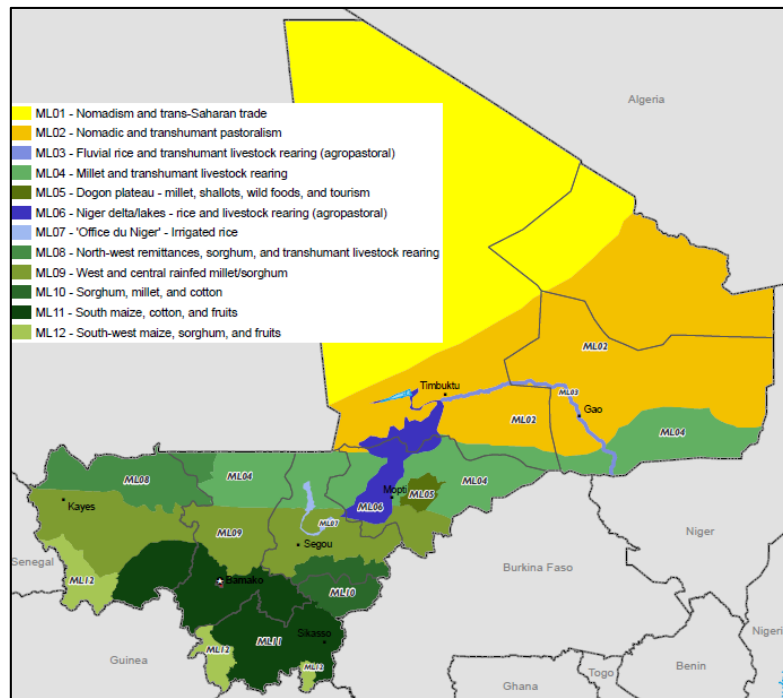 Algeria
ML01 - Nomadism and trans-Saharan trade
ML02 - Nomadic and transhumant pastoralism
ML03 - Fluvial rice and transhumant livestock rearing (agropastoral)
ML04 - Millet and transhumant livestock rearing
ML05 - Dogon plateau - millet, shallots, wild foods, and tourism
ML06 - Niger delta/lakes - rice and livestock rearing (agropastoral)
ML07 - 'Office du Niger' - Irrigated rice
ML08 - North-west remittances, sorghum, and transhumant livestock rearing
ML09 - West and central rainfed millet/sorghum
ML10 - Sorghum, millet, and cotton
ML11 - South maize, cotton, and fruits
ML12 - South-west maize, sorghum, and fruits
ML02
Timbuktu
ML03
ML02
Gao
ML04
ML08
ML04
ML04
Mopti
ML05
Kayes
ML06
ML07
ML09
Segou
Niger
Senegal
Burkina Faso
ML12
Bamako
ML10
Nigeri
ML11
Sikasso
Benin
Guinea
ML12
ML12
Togo
Ghana